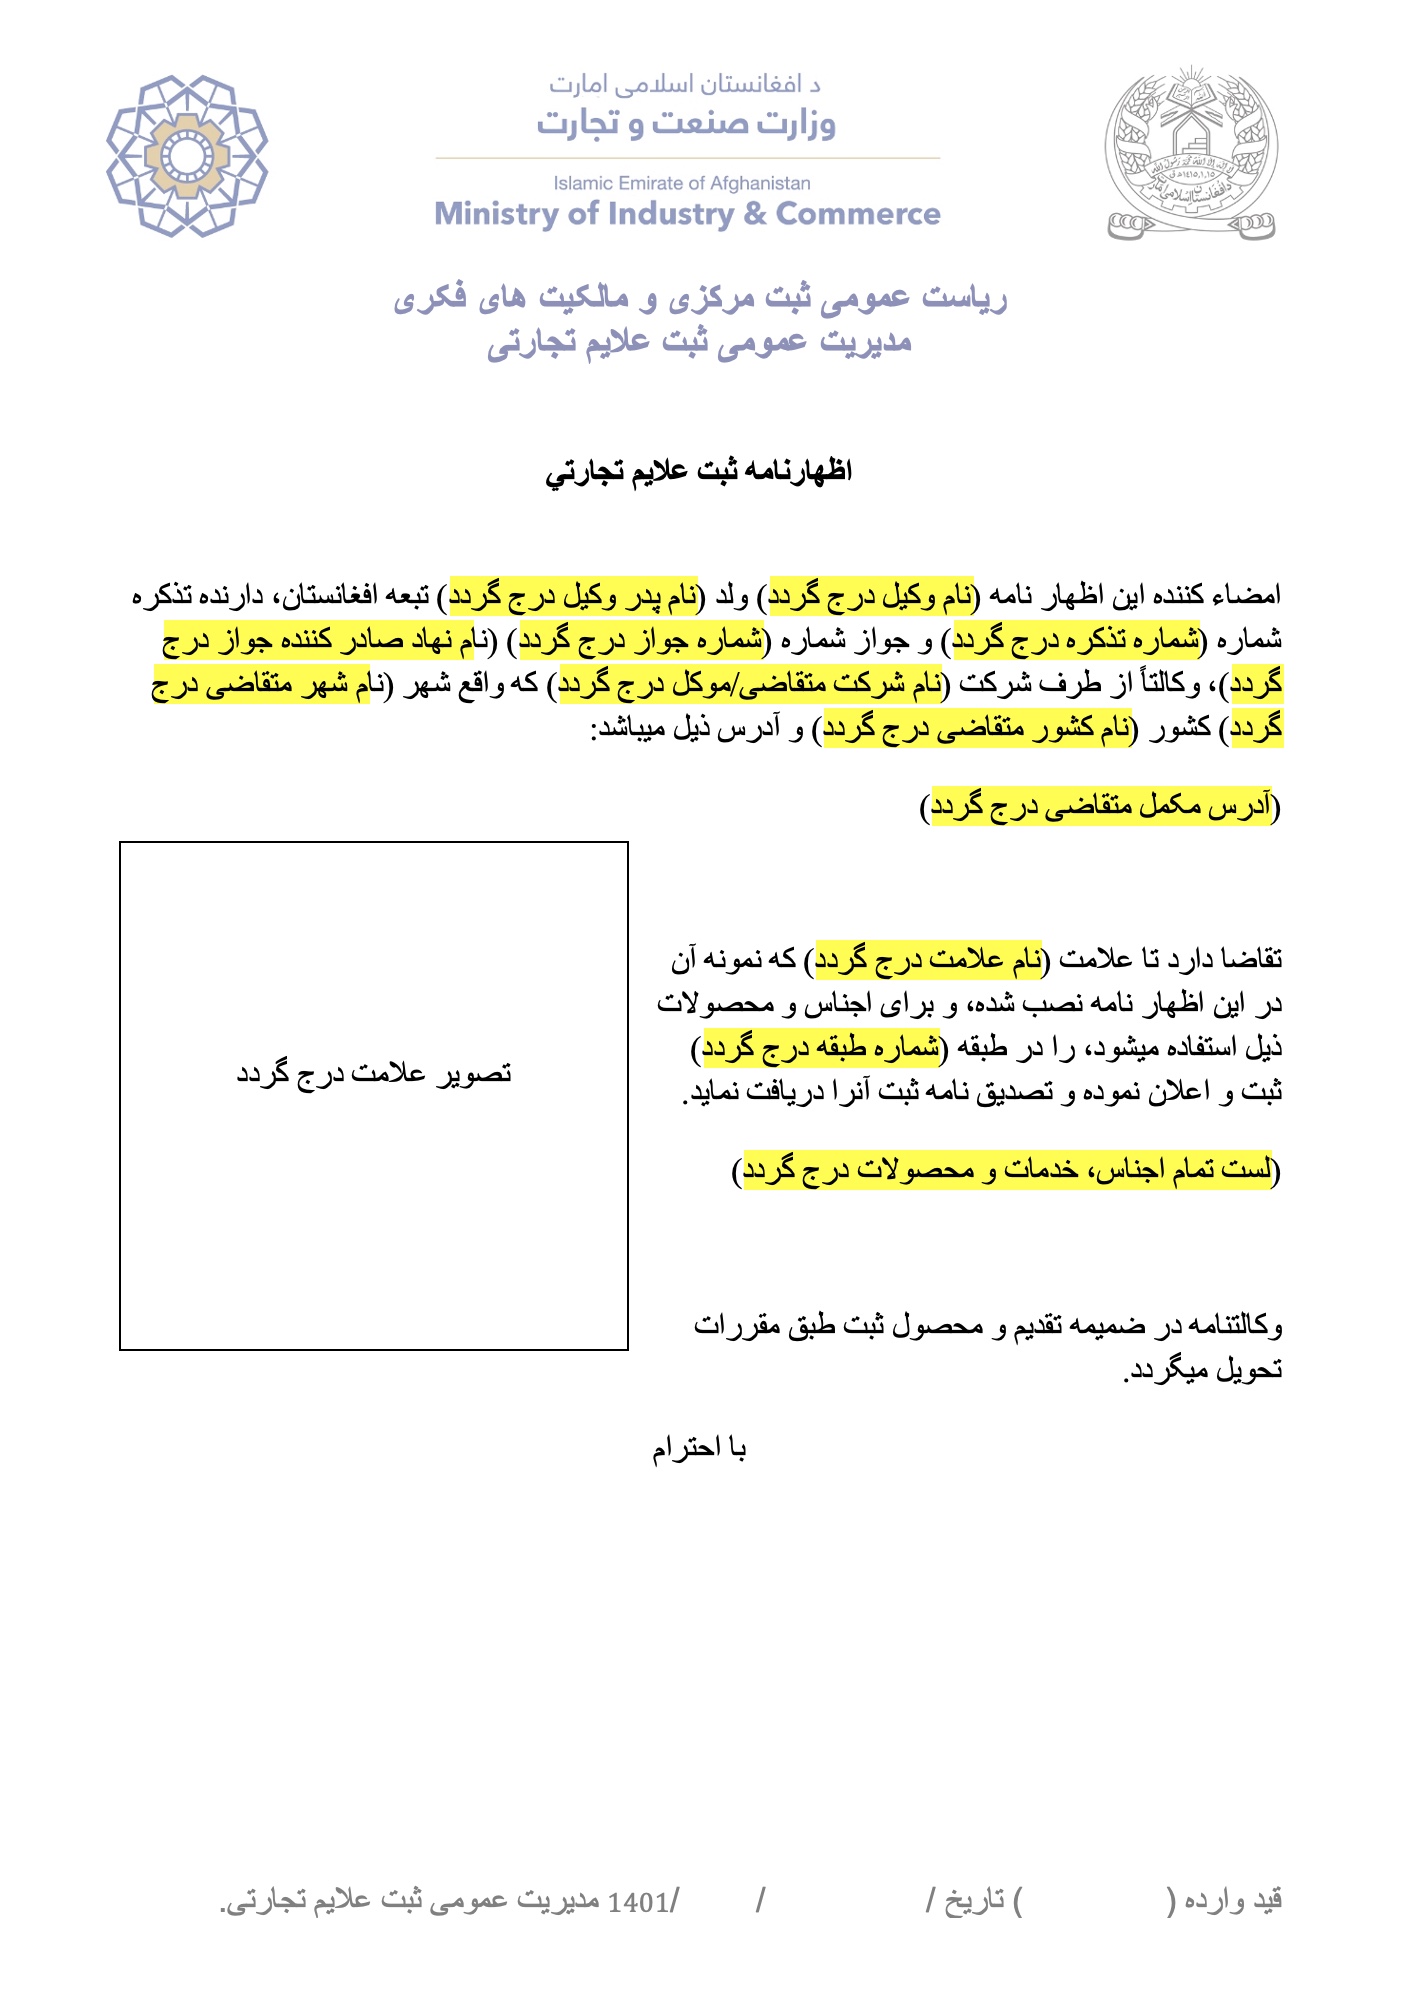 د افغانستان اسلامی امارت
وزارت صنعت و تجارت
Islamic Emirate of Afghanistan
Ministry of Industry & Commerce
ریاست عمومی ثبت مرکزی و مالکیت های فکری
مدیریت عمومی ثبت علایم تجارتی
اظهارنامه ثبت علایم تجارتي
امضاء کننده این اظهار نامه (نام وکیل درج گردد) ولد (نام پدر وکیل درج گردد) تبعه افغانستان، دارنده تذکره
شماره (شماره تذکره درج گردد) و جواز شماره (شماره جواز درج گردد) (نام نهاد صادر کننده جواز درج
گردد)، وکالتاً از طرف شرکت (نام شرکت متقاضی/موکل درج گردد) که واقع شهر (نام شهر متقاضی درج
گردد) کشور (نام کشور متقاضی درج گردد) و آدرس ذیل میباشد:
(آدرس مکمل متقاضی درج گردد)
تقاضا دارد تا علامت (نام علامت درج گردد) که نمونه آن
در این اظهار نامه نصب شده، و برای اجناس و محصولات
ذیل استفاده میشود، را در طبقه (شماره طبقه درج گردد)
ثبت و اعلان نموده و تصدیق نامه ثبت آنرا دریافت نماید.
تصویر علامت درج گردد
(لست تمام اجناس، خدمات و محصولات درج گردد)
وکالتنامه در ضمیمه تقدیم و محصول ثبت طبق مقررات
تحویل میگردد.
با احترام
قید وارده ( ) تاریخ / / /1401 مدیریت عمومی ثبت علایم تجارتی.